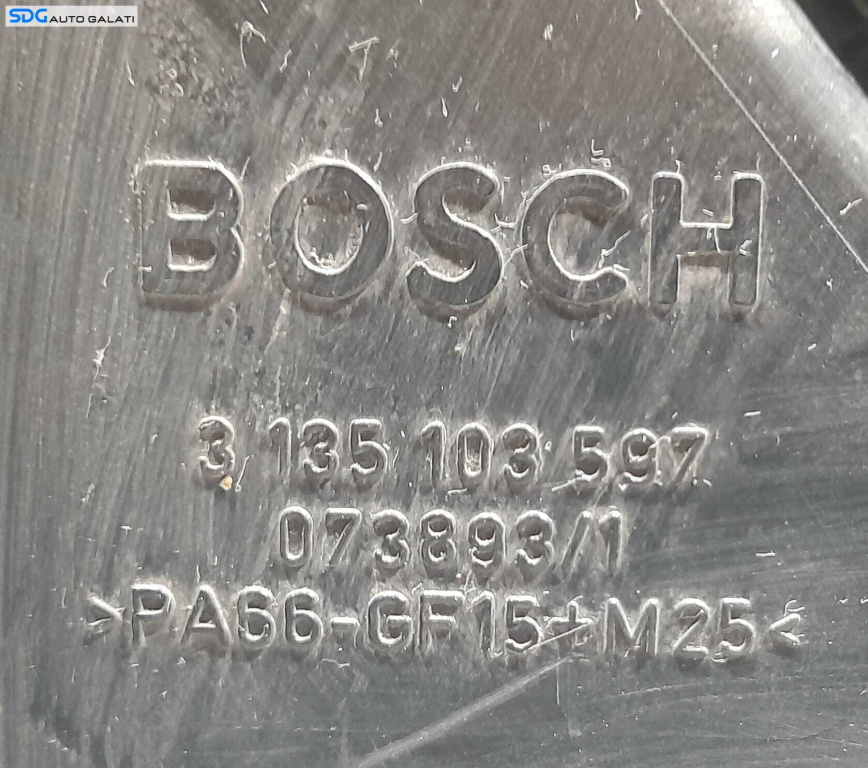 SDG AUTO GALATI
BOSCH
3 135 103 597
073893/1
>PA66-GF15+M25<